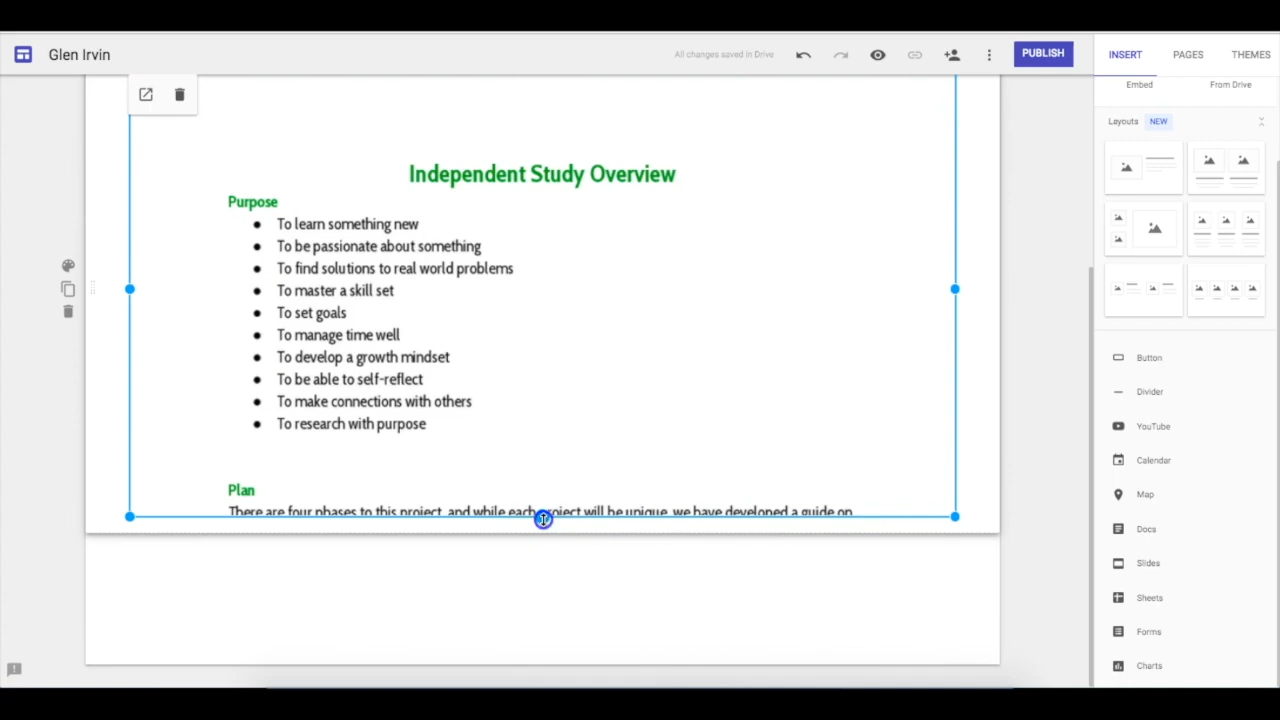 Glen Irvin
All changes saved in Drive
PUBLISH
INSERT
PAGES
THEMES
Embed
From Drive
Layouts NEW
Independent Study Overview
Purpose
● To learn something new
● To be passionate about something
● To find solutions to real world problems
● To master a skill set
● To set goals
● To manage time well
● To develop a growth mindset
● To be able to self-reflect
● To make connections with others
● To research with purpose
Plan
There are four phases to this project, and while each project will be unique, we have developed a guide on
Button
Divider
YouTube
Calendar
Map
Docs
Slides
Sheets
Forms
Charts